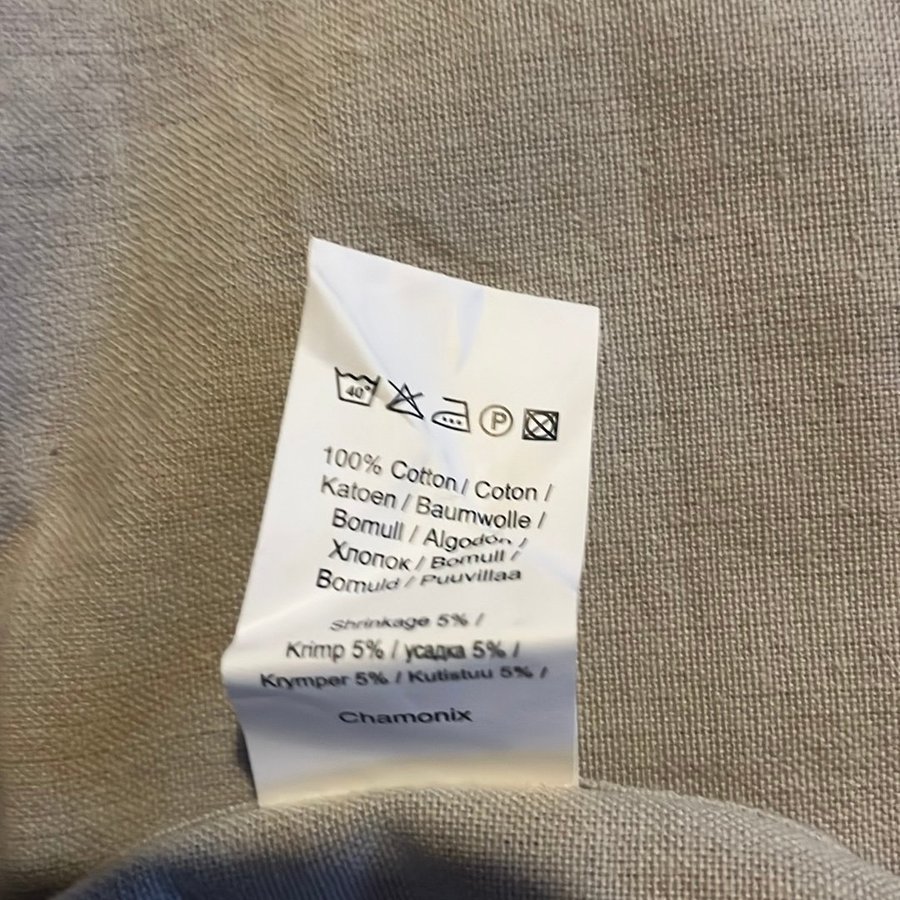 40°
P
100% Cotton / Coton /
Katoen / Baumwolle /
Bomull / Algodón /
Хлопок / Bomull /
Bomuld / Puuvillaa
Shrinkage 5% /
Krimp 5% / усадка 5% /
Krymper 5% / Kutistuu 5% /
Chamonix